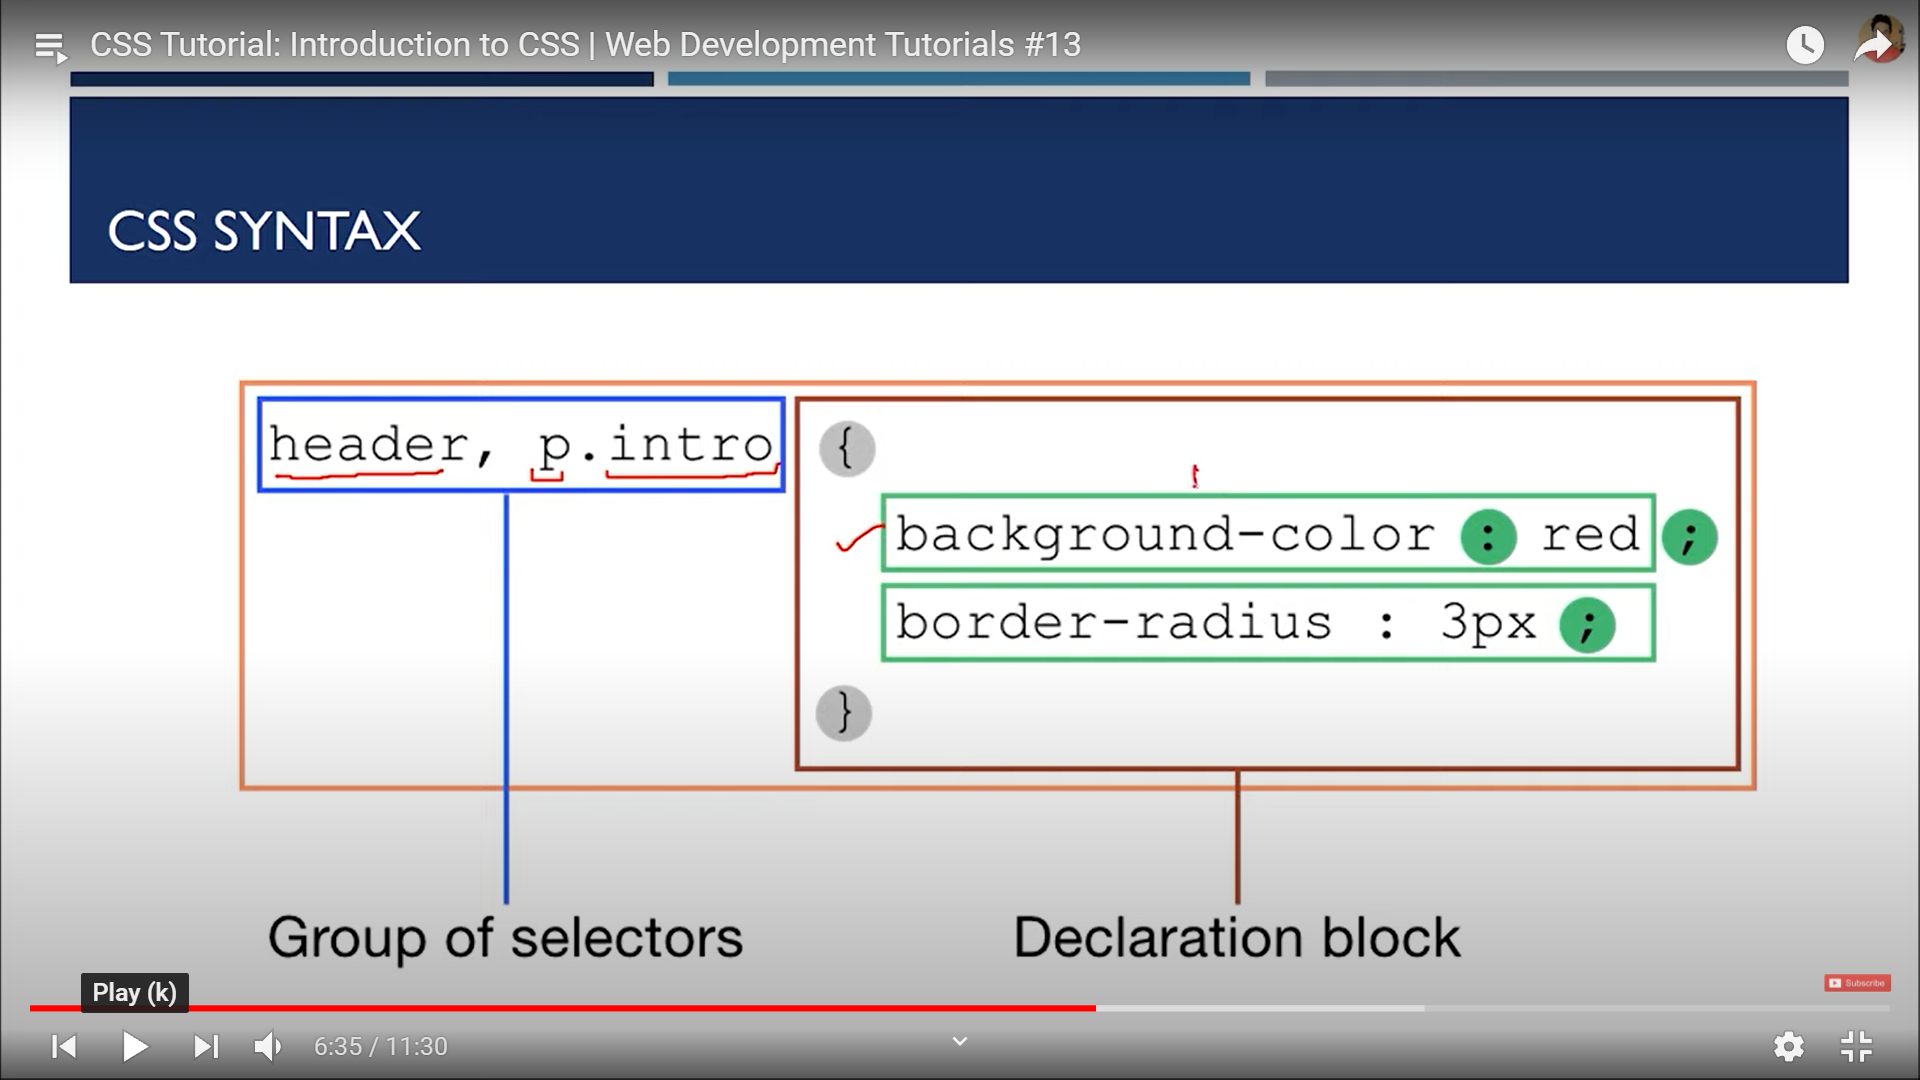 CSS Tutorial: Introduction to CSS | Web Development Tutorials #13
CSS SYNTAX
header, p.intro
{
background-color : red ;
border-radius : 3px ;
}
Group of selectors
Declaration block
Subscribe
Play (k)
6:35 / 11:30